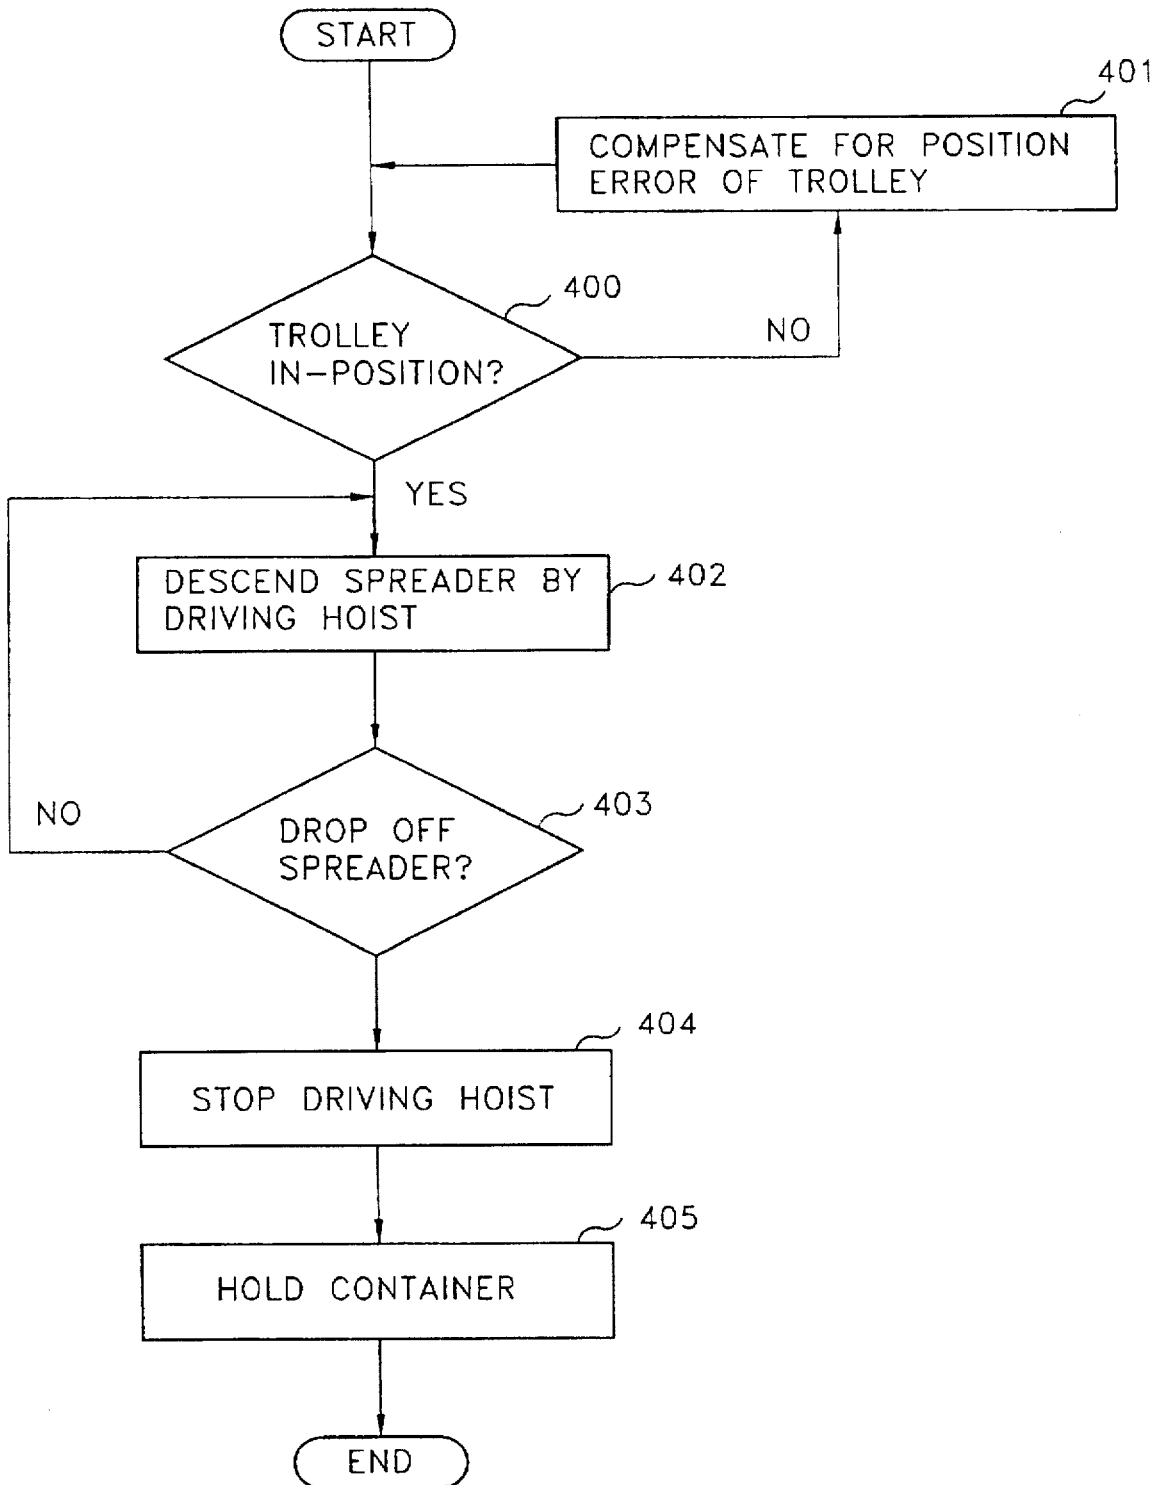 START
401
COMPENSATE FOR POSITION
ERROR OF TROLLEY
400
TROLLEY
IN-POSITION?
NO
YES
DESCEND SPREADER BY
DRIVING HOIST
402
NO
403
DROP OFF
SPREADER?
404
STOP DRIVING HOIST
405
HOLD CONTAINER
END